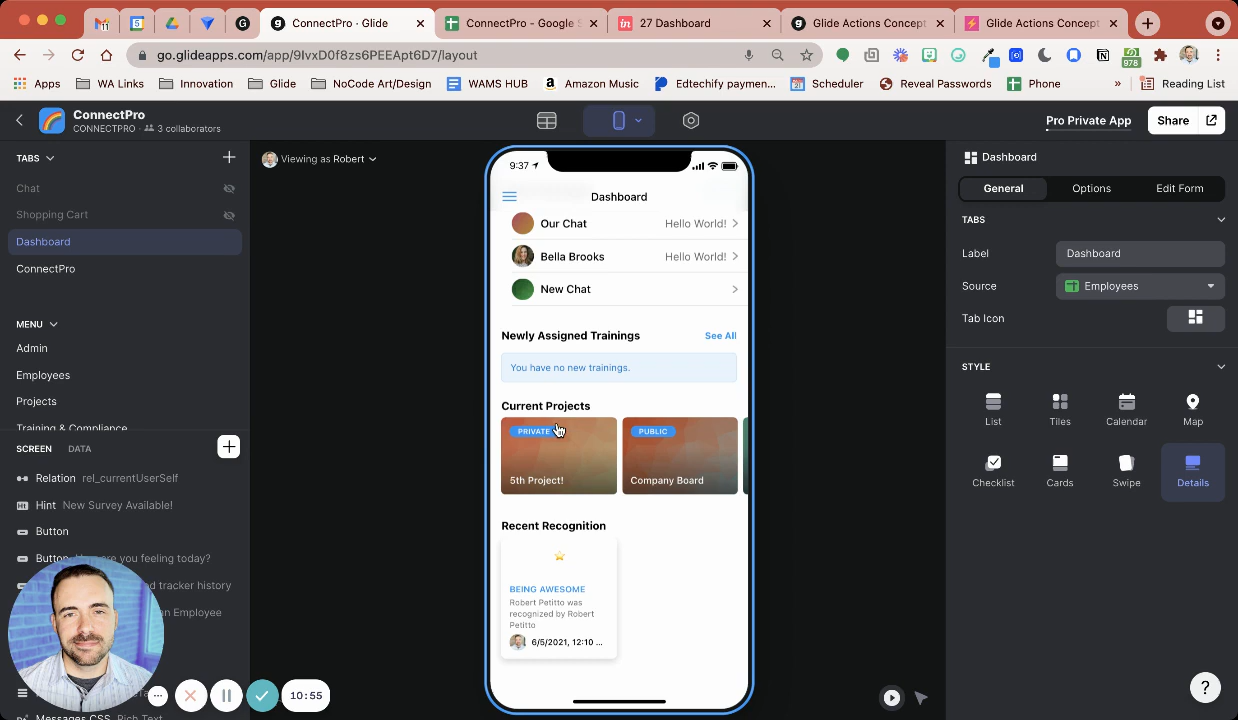 ConnectPro · Glide
ConnectPro - Google S
27 Dashboard
Glide Actions Concept
Glide Actions Concept
go.glideapps.com/app/9IvxD0f8zs6PEEApt6D7/layout
978
Apps
WA Links
Innovation
Glide
NoCode Art/Design
WAMS HUB
Amazon Music
Edtechify paymen...
Scheduler
Reveal Passwords
Phone
»
Reading List
ConnectPro
CONNECTPRO · 3 collaborators
Pro Private App
Share
TABS
Chat
Shopping Cart
Dashboard
ConnectPro
MENU
Admin
Employees
Projects
Training & Compliance
SCREEN
DATA
Relation rel_currentUserSelf
Hint New Survey Available!
Button
Button
are you feeling today?
d tracker history
an Employee
Messages CSS Rich Text
10:55
Viewing as Robert
9:37
Dashboard
Our Chat
Hello World!
Bella Brooks
Hello World!
New Chat
Newly Assigned Trainings
See All
You have no new trainings.
Current Projects
PRIVATE
5th Project!
PUBLIC
Company Board
Recent Recognition
BEING AWESOME
Robert Petitto was
recognized by Robert
Petitto
6/5/2021, 12:10 ...
Dashboard
General
Options
Edit Form
TABS
Label
Dashboard
Source
Employees
Tab Icon
STYLE
List
Tiles
Calendar
Map
Checklist
Cards
Swipe
Details
?